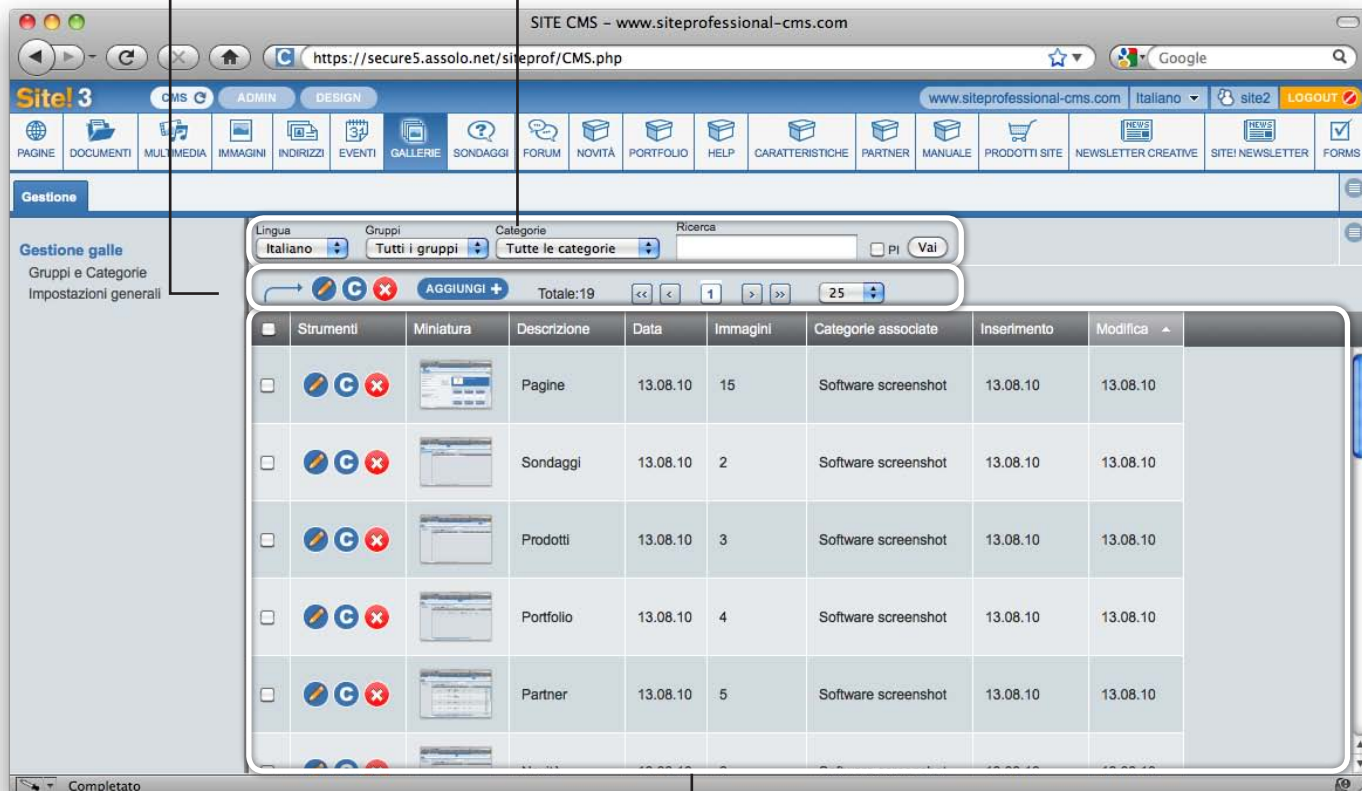 SITE CMS – www.siteprofessional-cms.com
https://secure5.assolo.net/siteprof/CMS.php
Google
Site! 3
CMS
ADMIN
DESIGN
www.siteprofessional-cms.com
Italiano
site2
LOGOUT
PAGINE
DOCUMENTI
MULTIMEDIA
IMMAGINI
INDIRIZZI
EVENTI
GALLERIE
SONDAGGI
FORUM
NOVITÀ
PORTFOLIO
HELP
CARATTERISTICHE
PARTNER
MANUALE
PRODOTTI SITE
NEWSLETTER CREATIVE
SITE! NEWSLETTER
FORMS
Gestione
Gestione galle
Gruppi e Categorie
Impostazioni generali
Lingua Gruppi Categorie Ricerca
Italiano Tutti i gruppi Tutte le categorie PI Vai
C AGGIUNGI + Totale:19 << < 1 > >> 25
Strumenti Miniatura Descrizione Data Immagini Categorie associate Inserimento Modifica
C Pagine 13.08.10 15 Software screenshot 13.08.10 13.08.10
C Sondaggi 13.08.10 2 Software screenshot 13.08.10 13.08.10
C Prodotti 13.08.10 3 Software screenshot 13.08.10 13.08.10
C Portfolio 13.08.10 4 Software screenshot 13.08.10 13.08.10
C Partner 13.08.10 5 Software screenshot 13.08.10 13.08.10
Completato